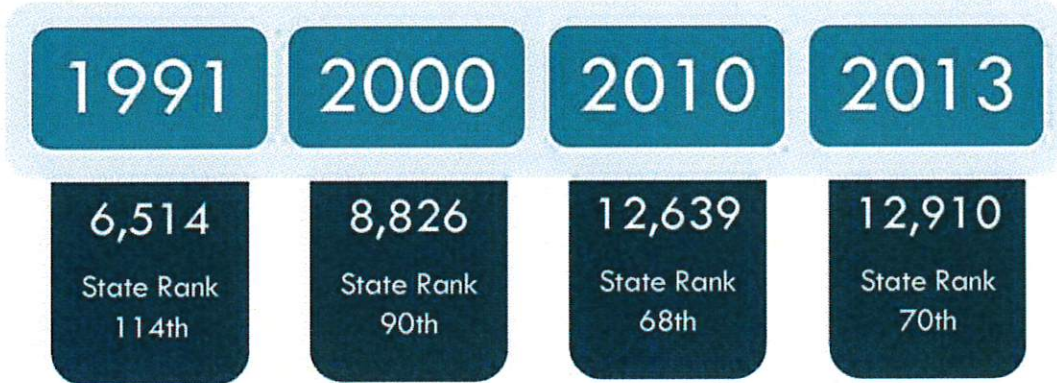 1991 2000 2010 2013
6,514 8,826 12,639 12,910
State Rank State Rank State Rank State Rank
114th 90th 68th 70th